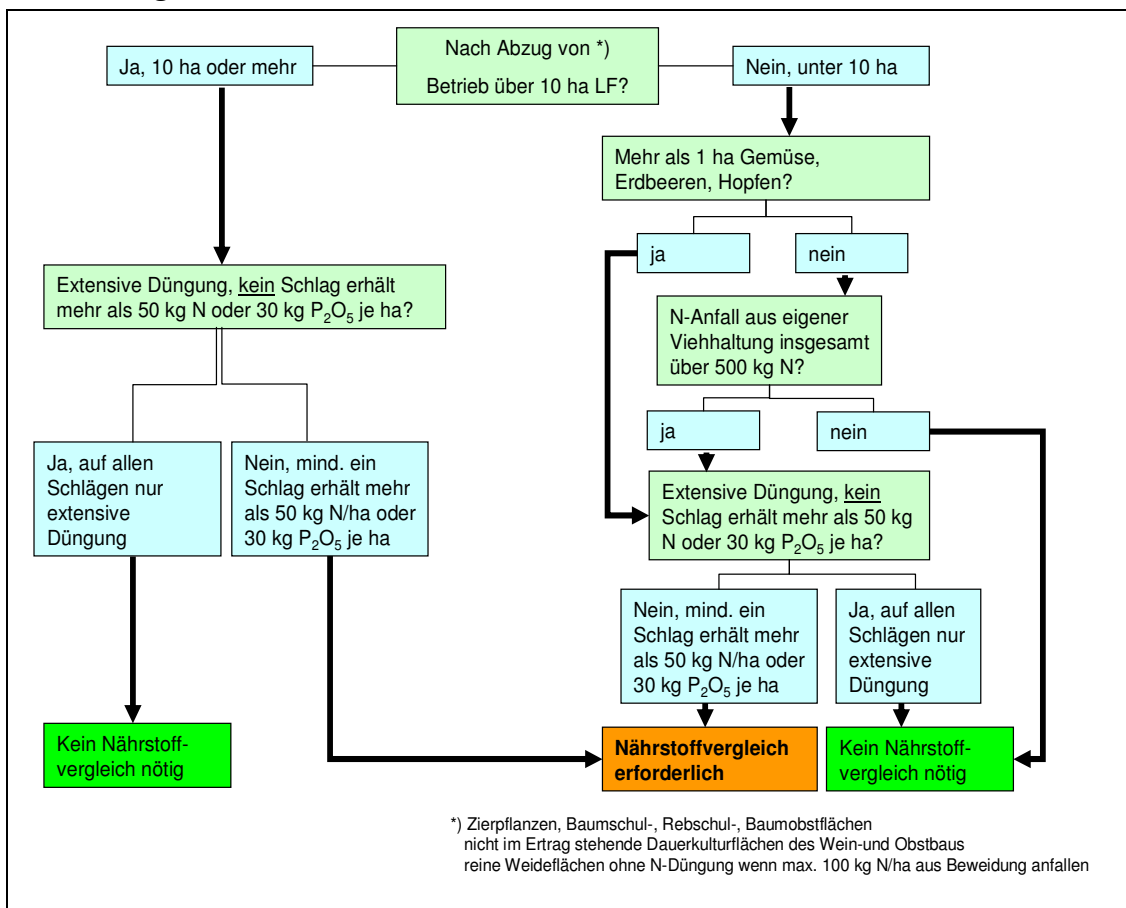 Nach Abzug von *)
Betrieb über 10 ha LF?
Ja, 10 ha oder mehr
Nein, unter 10 ha
Mehr als 1 ha Gemüse,
Erdbeeren, Hopfen?
ja
nein
Extensive Düngung, kein Schlag erhält
mehr als 50 kg N oder 30 kg P₂O₅ je ha?
N-Anfall aus eigener
Viehhaltung insgesamt
über 500 kg N?
ja
nein
Ja, auf allen
Schlägen nur
extensive
Düngung
Nein, mind. ein
Schlag erhält mehr
als 50 kg N/ha oder
30 kg P₂O₅ je ha
Extensive Düngung, kein
Schlag erhält mehr als 50 kg
N oder 30 kg P₂O₅ je ha?
Nein, mind. ein
Schlag erhält mehr
als 50 kg N/ha oder
30 kg P₂O₅ je ha
Ja, auf allen
Schlägen nur
extensive
Düngung
Kein Nährstoff-
vergleich nötig
Nährstoffvergleich
erforderlich
Kein Nährstoff-
vergleich nötig
*) Zierpflanzen, Baumschul-, Rebschul-, Baumobstflächen
nicht im Ertrag stehende Dauerkulturflächen des Wein-und Obstbaus
reine Weideflächen ohne N-Düngung wenn max. 100 kg N/ha aus Beweidung anfallen